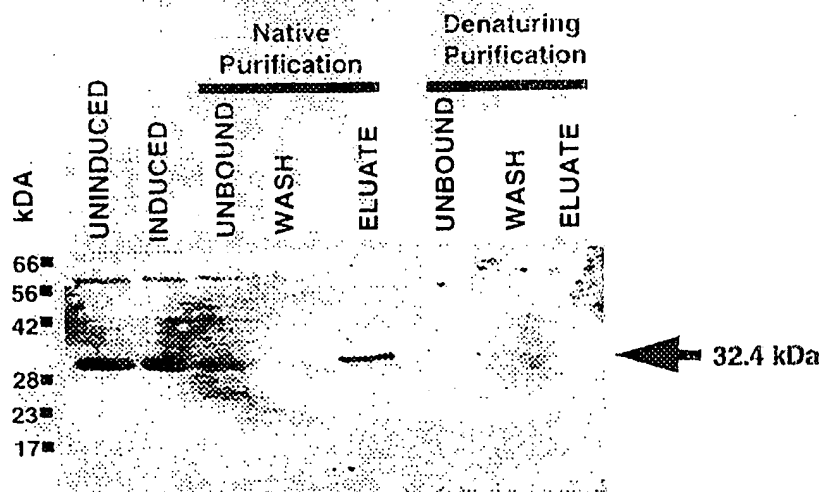 Native
Purification
Denaturing
Purification
kDA
UNINDUCED
INDUCED
UNBOUND
WASH
ELUATE
UNBOUND
WASH
ELUATE
66
56
42
28
23
17
32.4 kDa